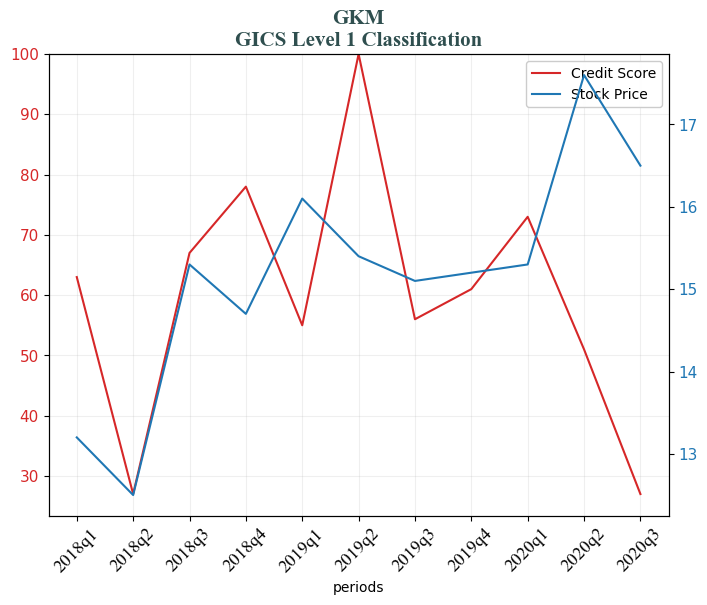 GKM
GICS Level 1 Classification
100
90
80
70
60
50
40
30
Credit Score
Stock Price
17
16
15
14
13
2018q1
2018q2
2018q3
2018q4
2019q1
2019q2
2019q3
2019q4
2020q1
2020q2
2020q3
periods